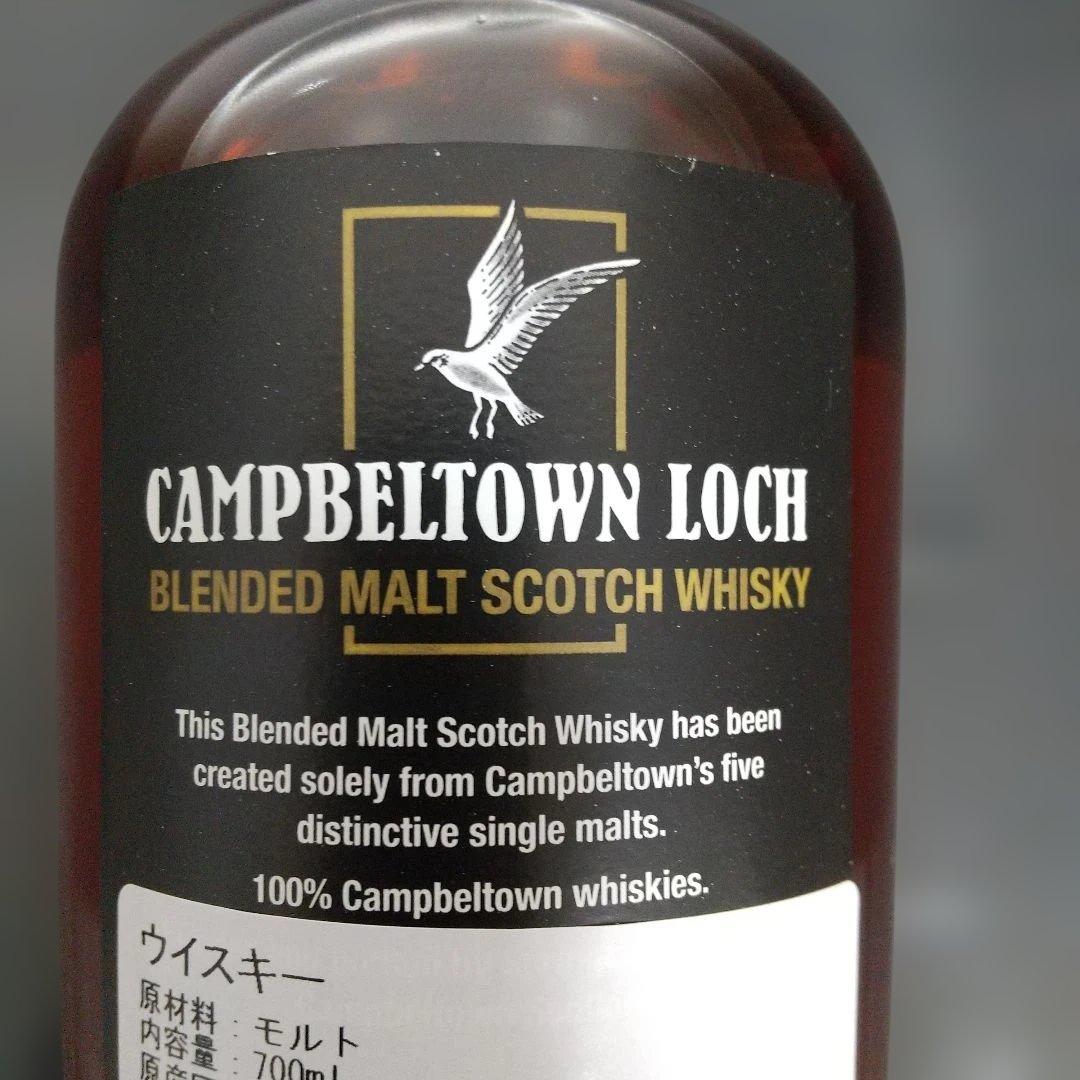 CAMPBELTOWN LOCH
BLENDED MALT SCOTCH WHISKY
This Blended Malt Scotch Whisky has been
created solely from Campbeltown's five
distinctive single malts.
100% Campbeltown whiskies.
ウイスキー
原材料：モルト
内容量：700ml